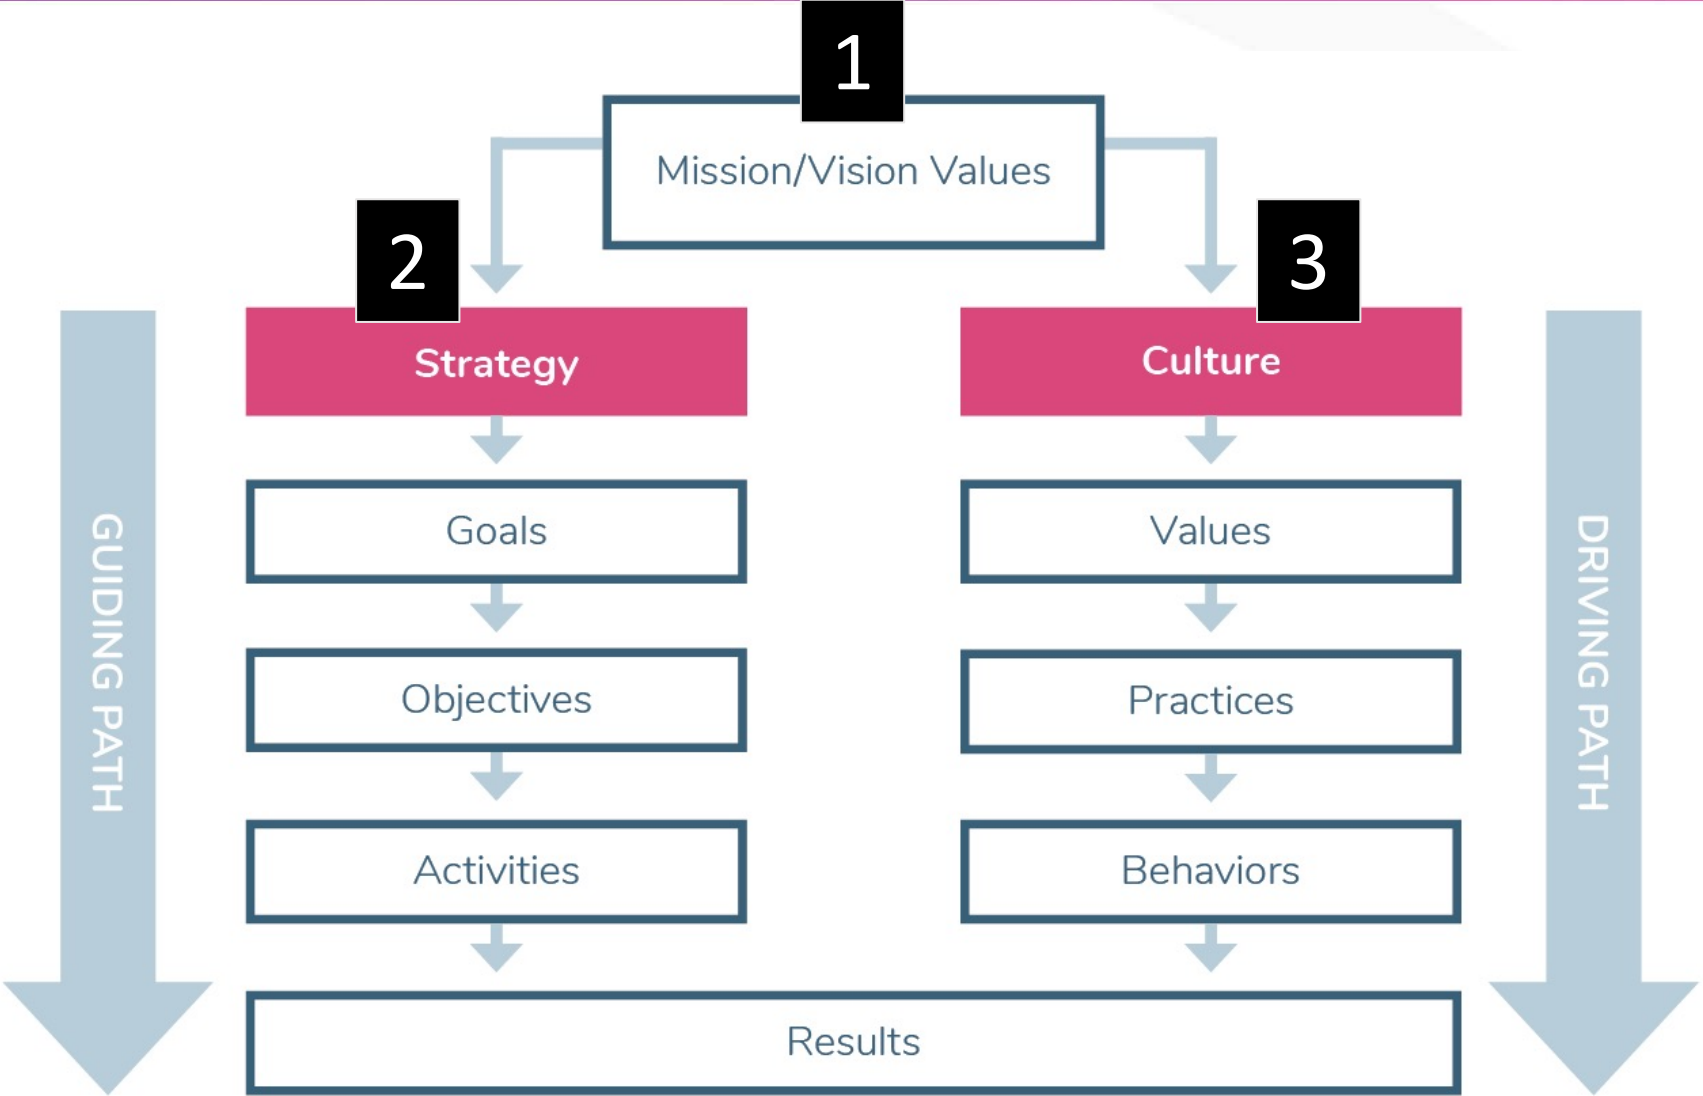 1
Mission/Vision Values
2
3
Strategy
Culture
Goals
Values
Objectives
Practices
Activities
Behaviors
Results
GUIDING PATH
DRIVING PATH